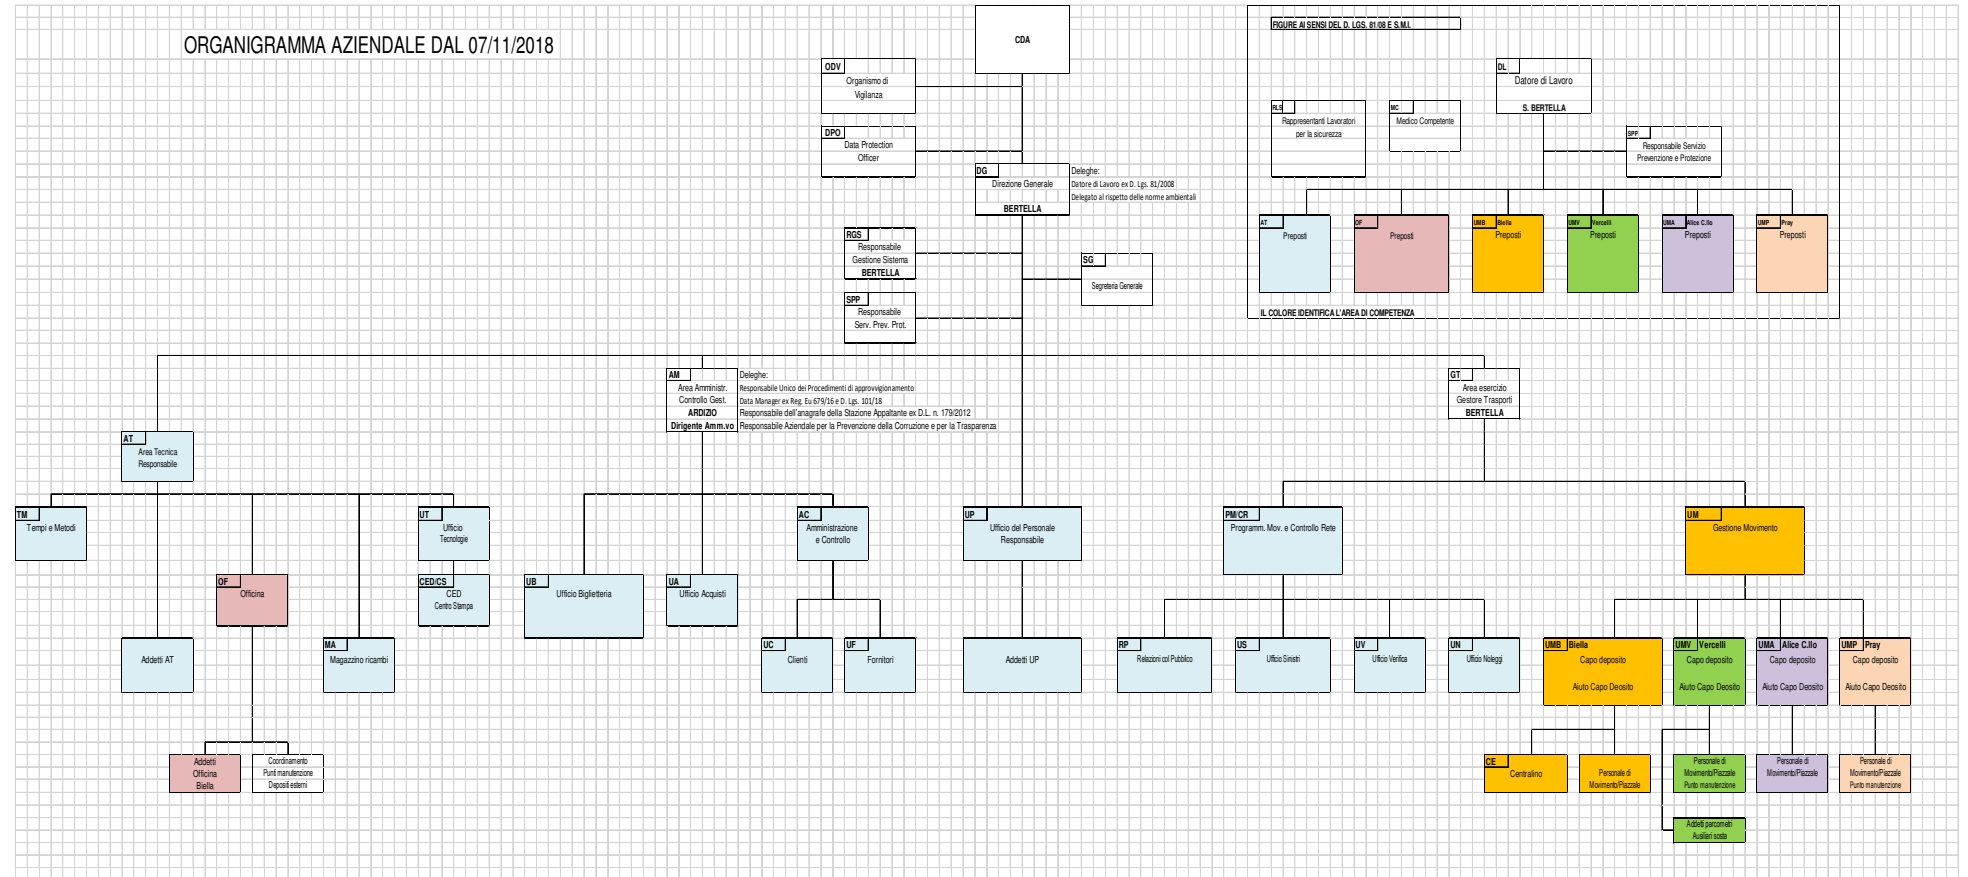 ORGANIGRAMMA AZIENDALE DAL 07/11/2018
CDA
ODV
Organismo di
Vigilanza
DPO
Data Protection
Officer
DG
Direzione Generale
BERTELLA
Deleghe:
Datore di Lavoro ex D. Lgs. 81/2008
Delegato al rispetto delle norme ambientali
RGS
Responsabile
Gestione Sistema
BERTELLA
SG
Segreteria Generale
SPP
Responsabile
Serv. Prev. Prot.
FIGURE AI SENSI DEL D. LGS. 81/08 E S.M.I.
DL
Datore di Lavoro
S. BERTELLA
RLS
Rappresentanti Lavoratori
per la sicurezza
MC
Medico Competente
SPP
Responsabile Servizio
Prevenzione e Protezione
AT
Preposti
OF
Preposti
UMB Biella
Preposti
UMV Vercelli
Preposti
UMA Alice C.llo
Preposti
UMP Pray
Preposti
IL COLORE IDENTIFICA L'AREA DI COMPETENZA
AM
Area Amministr.
Controllo Gest.
ARDIZIO
Dirigente Amm.vo
Deleghe:
Responsabile Unico dei Procedimenti di approvvigionamento
Data Manager ex Reg. Eu 679/16 e D. Lgs. 101/18
Responsabile dell'anagrafe della Stazione Appaltante ex D.L. n. 179/2012
Responsabile Aziendale per la Prevenzione della Corruzione e per la Trasparenza
GT
Area esercizio
Gestore Trasporti
BERTELLA
AT
Area Tecnica
Responsabile
TM
Tempi e Metodi
UT
Ufficio
Tecnologie
AC
Amministrazione
e Controllo
UP
Ufficio del Personale
Responsabile
PM/CR
Programm. Mov. e Controllo Rete
UM
Gestione Movimento
OF
Officina
CED/CS
CED
Centro Stampa
UB
Ufficio Biglietteria
UA
Ufficio Acquisti
Addetti AT
MA
Magazzino ricambi
UC
Clienti
UF
Fornitori
Addetti UP
RP
Relazioni col Pubblico
US
Ufficio Sinistri
UV
Ufficio Verifica
UN
Ufficio Noleggi
UMB Biella
Capo deposito
Aiuto Capo Deosito
UMV Vercelli
Capo deposito
Aiuto Capo Deosito
UMA Alice C.llo
Capo deposito
Aiuto Capo Deosito
UMP Pray
Capo deposito
Aiuto Capo Deosito
Addetti
Officina
Biella
Coordinamento
Punti manutenzione
Depositi esterni
CE
Centralino
Personale di
Movimento/Piazzale
Personale di
Movimento/Piazzale
Punto manutenzione
Personale di
Movimento/Piazzale
Personale di
Movimento/Piazzale
Punto manutenzione
Addetti parcometri
Ausiliari sosta